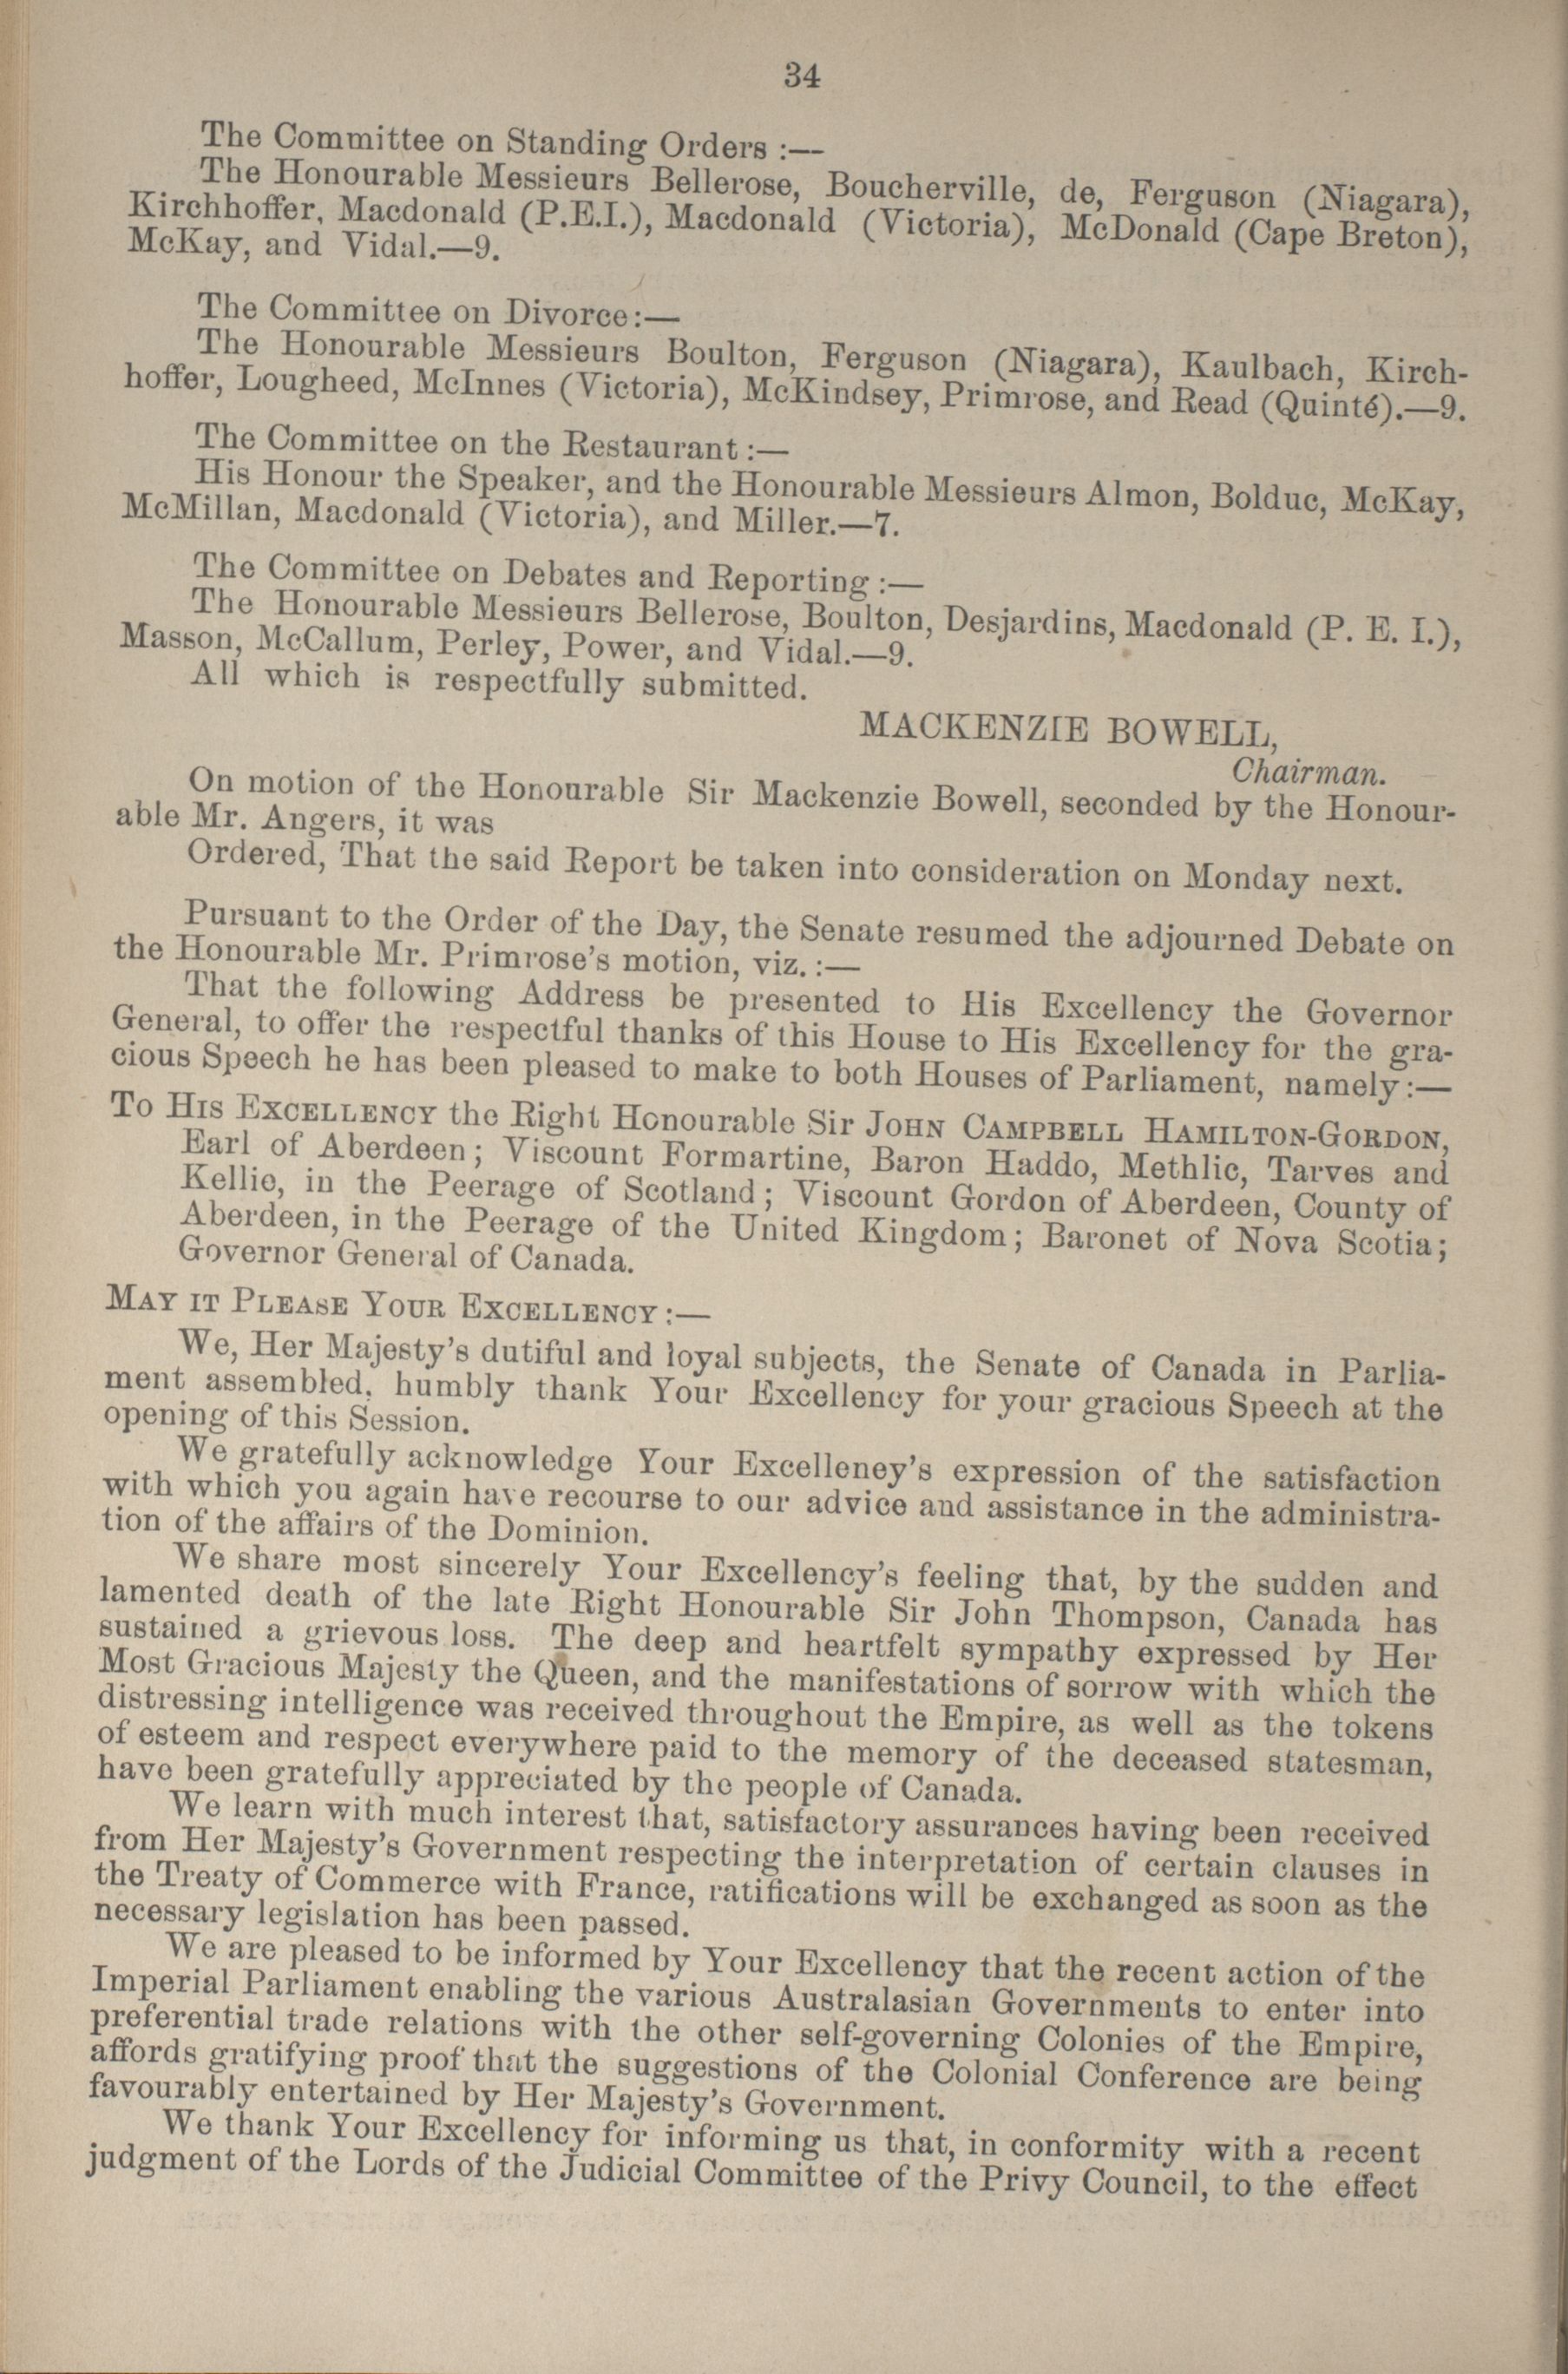 34
The Committee on Standing Orders :—
The Honourable Messieurs Bellerose, Boucherville, de, Ferguson (Niagara),
Kirchhoffer, Macdonald (P.E.I.), Macdonald (Victoria), McDonald (Cape Breton),
McKay, and Vidal.—9.
The Committee on Divorce:—
The Honourable Messieurs Boulton, Ferguson (Niagara), Kaulbach, Kirch-
hoffer, Lougheed, McInnes (Victoria), McKindsey, Primrose, and Read (Quinté).—9.
The Committee on the Restaurant :—
His Honour the Speaker, and the Honourable Messieurs Almon, Bolduc, McKay,
McMillan, Macdonald (Victoria), and Miller.—7.
The Committee on Debates and Reporting :—
The Honourable Messieurs Bellerose, Boulton, Desjardins, Macdonald (P. E. I.),
Masson, McCallum, Perley, Power, and Vidal.—9.
All which is respectfully submitted.
MACKENZIE BOWELL,
Chairman.
On motion of the Honourable Sir Mackenzie Bowell, seconded by the Honour-
able Mr. Angers, it was
Ordered, That the said Report be taken into consideration on Monday next.
Pursuant to the Order of the Day, the Senate resumed the adjourned Debate on
the Honourable Mr. Primrose's motion, viz. :—
That the following Address be presented to His Excellency the Governor
General, to offer the respectful thanks of this House to His Excellency for the gra-
cious Speech he has been pleased to make to both Houses of Parliament, namely :—
To His Excellency the Right Honourable Sir John Campbell Hamilton-Gordon,
Earl of Aberdeen; Viscount Formartine, Baron Haddo, Methlic, Tarves and
Kellie, in the Peerage of Scotland; Viscount Gordon of Aberdeen, County of
Aberdeen, in the Peerage of the United Kingdom; Baronet of Nova Scotia;
Governor General of Canada.
May it Please Your Excellency :—
We, Her Majesty's dutiful and loyal subjects, the Senate of Canada in Parlia-
ment assembled, humbly thank Your Excellency for your gracious Speech at the
opening of this Session.
We gratefully acknowledge Your Excelleney's expression of the satisfaction
with which you again have recourse to our advice and assistance in the administra-
tion of the affairs of the Dominion.
We share most sincerely Your Excellency's feeling that, by the sudden and
lamented death of the late Right Honourable Sir John Thompson, Canada has
sustained a grievous loss. The deep and heartfelt sympathy expressed by Her
Most Gracious Majesty the Queen, and the manifestations of sorrow with which the
distressing intelligence was received throughout the Empire, as well as the tokens
of esteem and respect everywhere paid to the memory of the deceased statesman,
have been gratefully appreciated by the people of Canada.
We learn with much interest that, satisfactory assurances having been received
from Her Majesty's Government respecting the interpretation of certain clauses in
the Treaty of Commerce with France, ratifications will be exchanged as soon as the
necessary legislation has been passed.
We are pleased to be informed by Your Excellency that the recent action of the
Imperial Parliament enabling the various Australasian Governments to enter into
preferential trade relations with the other self-governing Colonies of the Empire,
affords gratifying proof that the suggestions of the Colonial Conference are being
favourably entertained by Her Majesty's Government.
We thank Your Excellency for informing us that, in conformity with a recent
judgment of the Lords of the Judicial Committee of the Privy Council, to the effect